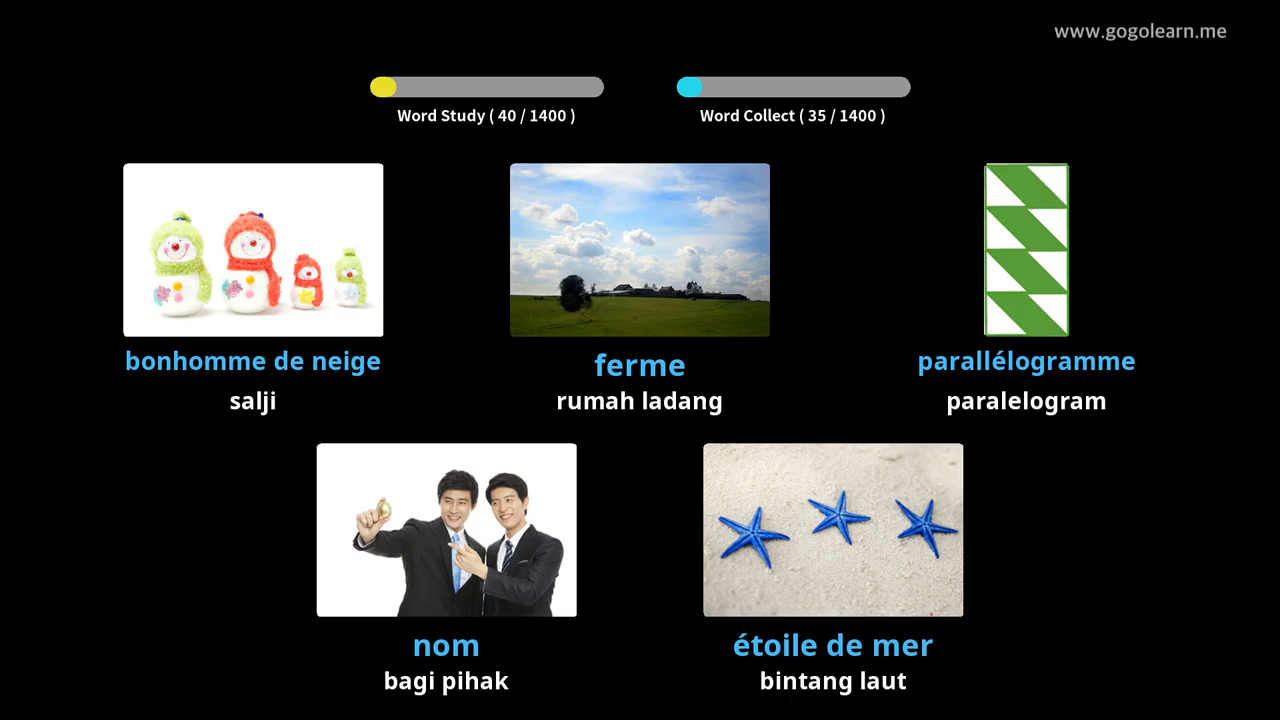 www.gogolearn.me
Word Study ( 40 / 1400 )
Word Collect ( 35 / 1400 )
bonhomme de neige
salji
ferme
rumah ladang
parallélogramme
paralelogram
nom
bagi pihak
étoile de mer
bintang laut